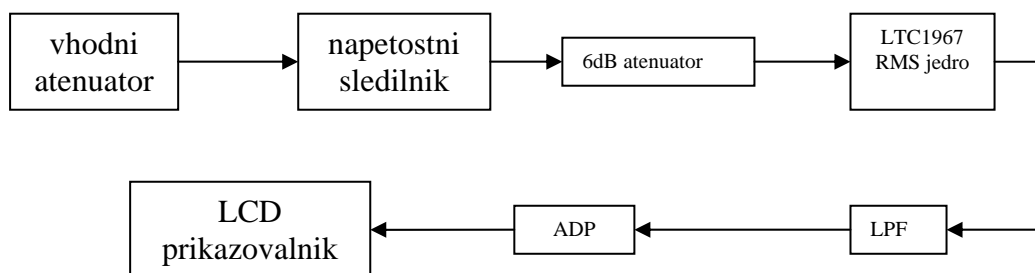 vhodni
atenuator
napetostni
sledilnik
6dB atenuator
LTC1967
RMS jedro
LCD
prikazovalnik
ADP
LPF